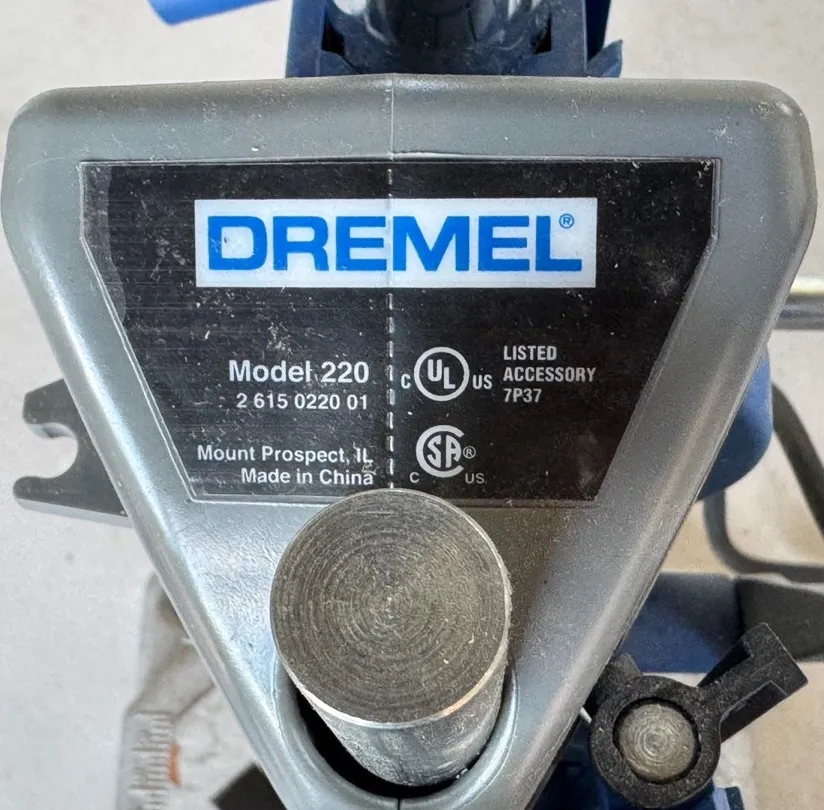 DREMEL®
Model 220
2 615 0220 01
Mount Prospect, IL
Made in China
C UL US
LISTED
ACCESSORY
7P37
SA®
C US